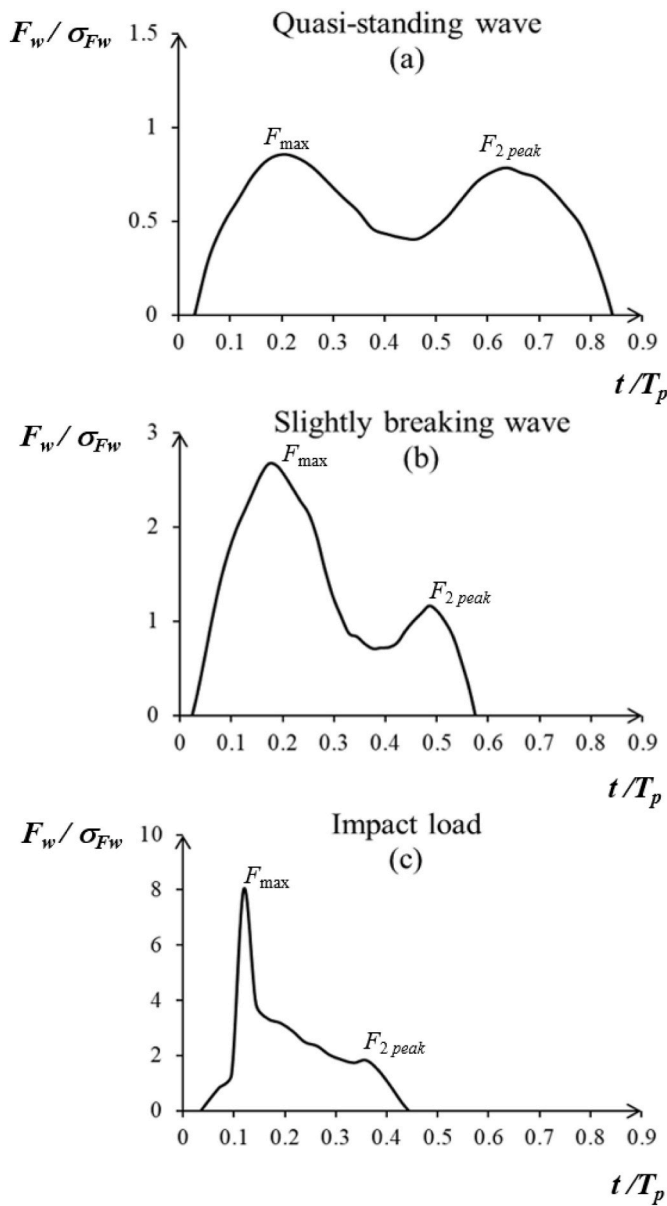 F_w / σ_Fw
Quasi-standing wave
(a)
1.5
1
0.5
0
F_max
F_2 peak
0 0.1 0.2 0.3 0.4 0.5 0.6 0.7 0.8 0.9
t /T_p
F_w / σ_Fw
Slightly breaking wave
(b)
3
2
1
0
F_max
F_2 peak
0 0.1 0.2 0.3 0.4 0.5 0.6 0.7 0.8 0.9
t /T_p
F_w / σ_Fw
Impact load
(c)
10
8
6
4
2
0
F_max
F_2 peak
0 0.1 0.2 0.3 0.4 0.5 0.6 0.7 0.8 0.9
t /T_p